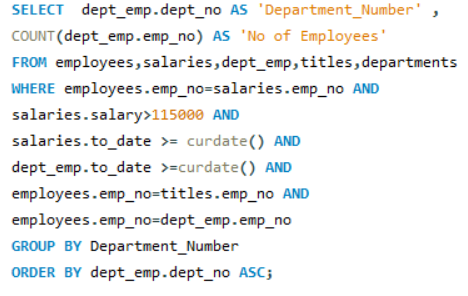 SELECT dept_emp.dept_no AS 'Department_Number' ,
COUNT(dept_emp.emp_no) AS 'No of Employees'
FROM employees,salaries,dept_emp,titles,departments
WHERE employees.emp_no=salaries.emp_no AND
salaries.salary>115000 AND
salaries.to_date >= curdate() AND
dept_emp.to_date >=curdate() AND
employees.emp_no=titles.emp_no AND
employees.emp_no=dept_emp.emp_no
GROUP BY Department_Number
ORDER BY dept_emp.dept_no ASC;